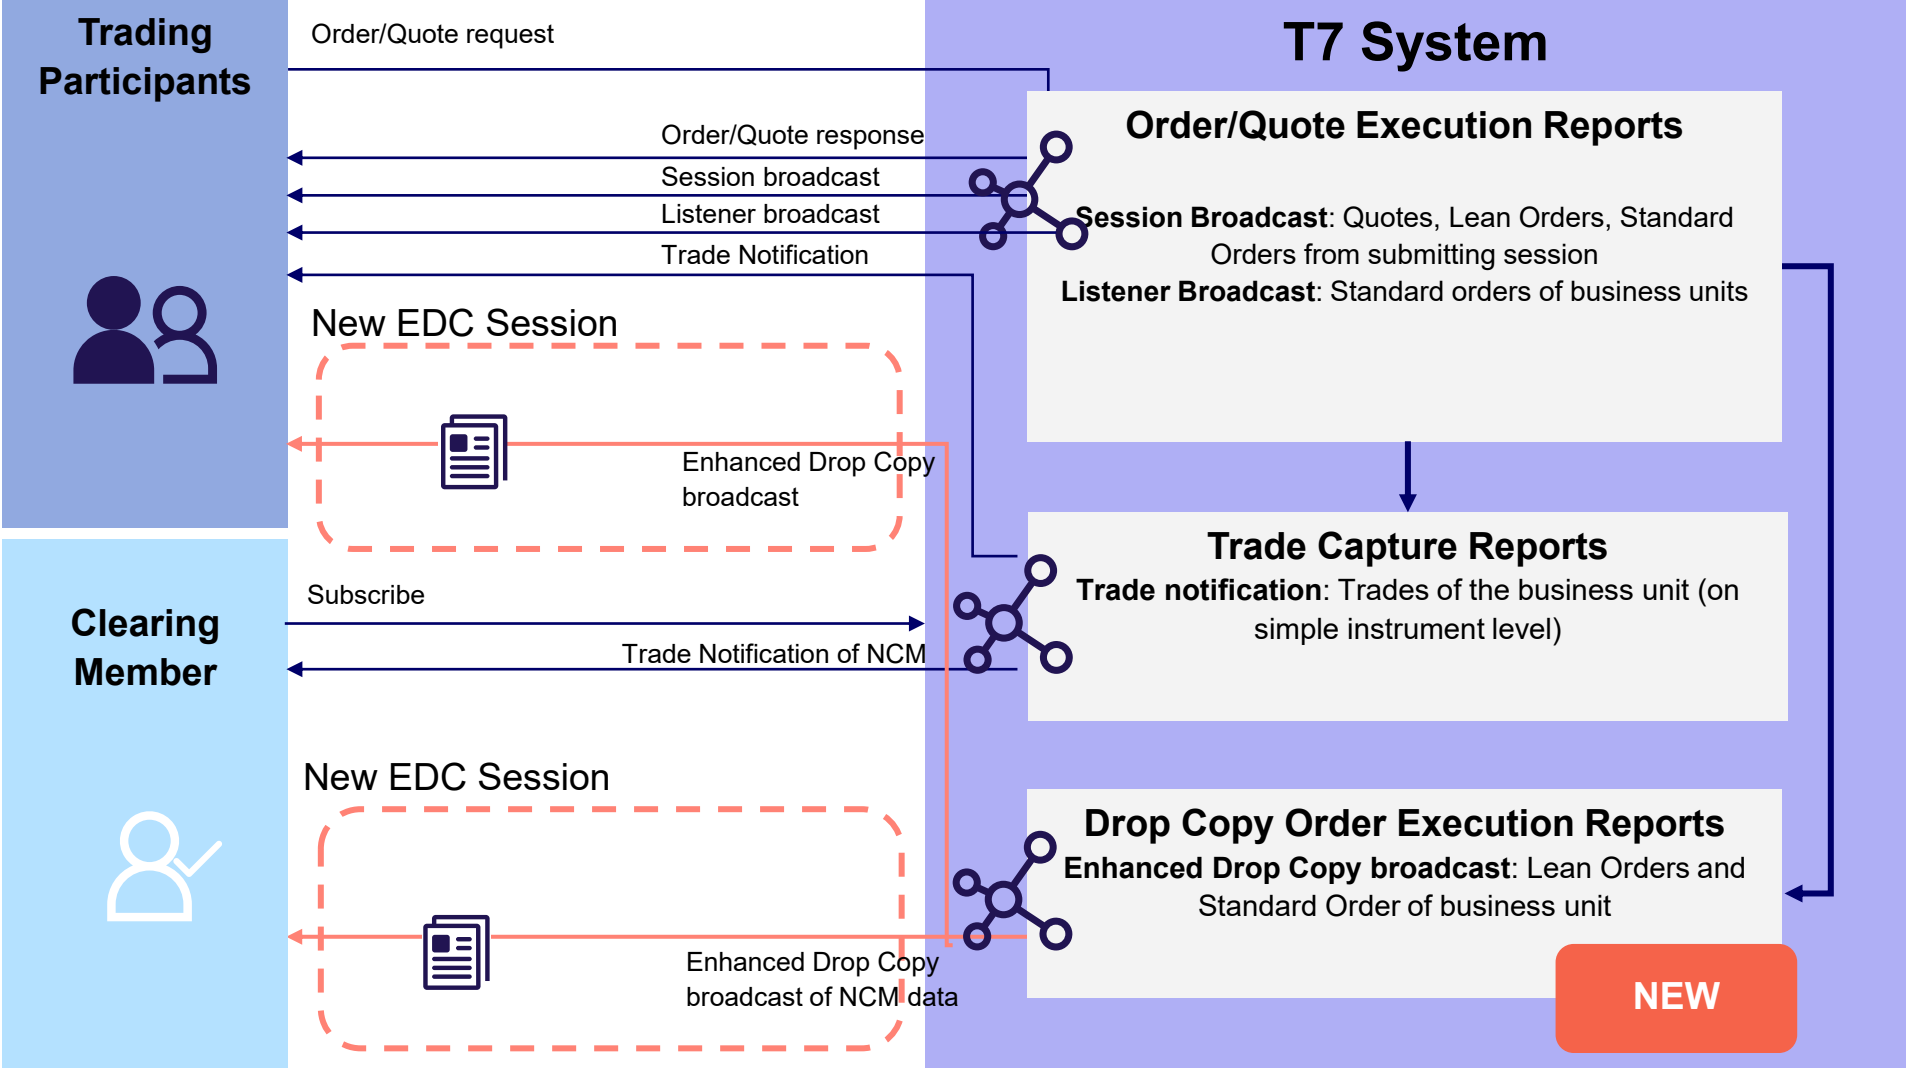 Trading
Participants
Order/Quote request
T7 System
Order/Quote Execution Reports
Order/Quote response
Session broadcast
Listener broadcast
Trade Notification
Session Broadcast: Quotes, Lean Orders, Standard
Orders from submitting session
Listener Broadcast: Standard orders of business units
New EDC Session
Enhanced Drop Copy
broadcast
Trade Capture Reports
Trade notification: Trades of the business unit (on
simple instrument level)
Clearing
Member
Subscribe
Trade Notification of NCM
New EDC Session
Drop Copy Order Execution Reports
Enhanced Drop Copy broadcast: Lean Orders and
Standard Order of business unit
Enhanced Drop Copy
broadcast of NCM data
NEW